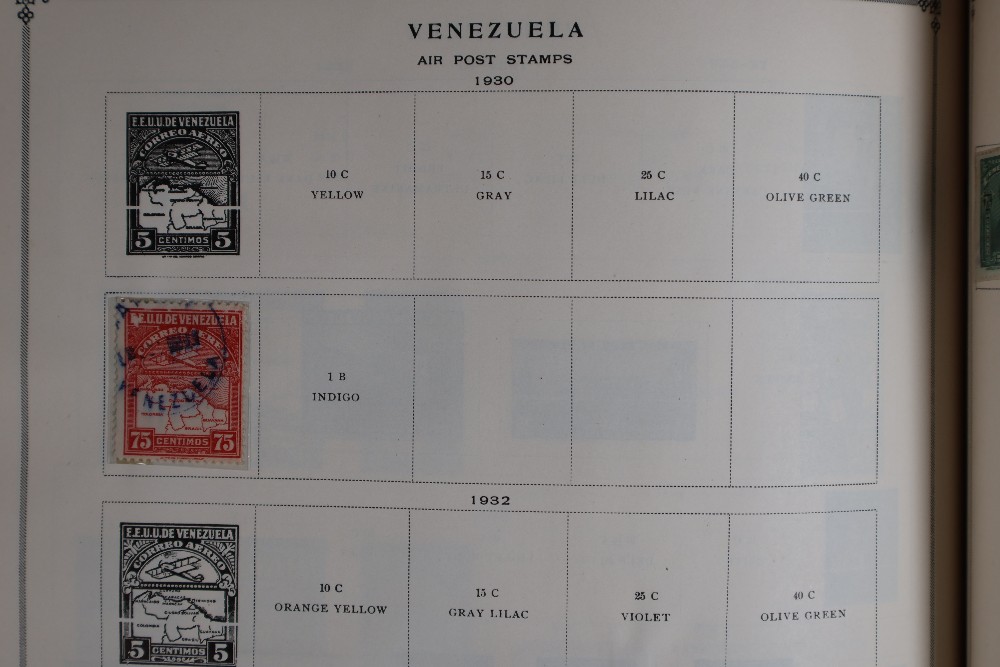 VENEZUELA
AIR POST STAMPS
1930
E.E.U.U.DE VENEZUELA
CORREO AEREO
5 CENTIMOS 5
10 C
YELLOW
15 C
GRAY
25 C
LILAC
40 C
OLIVE GREEN
E.U.U.DE VENEZUELA
CORREO AEREO
VENEZUELA
75 CENTIMOS 75
1 B
INDIGO
1932
E.E.U.U.DE VENEZUELA
CORREO AEREO
5 CENTIMOS 5
10 C
ORANGE YELLOW
15 C
GRAY LILAC
25 C
VIOLET
40 C
OLIVE GREEN